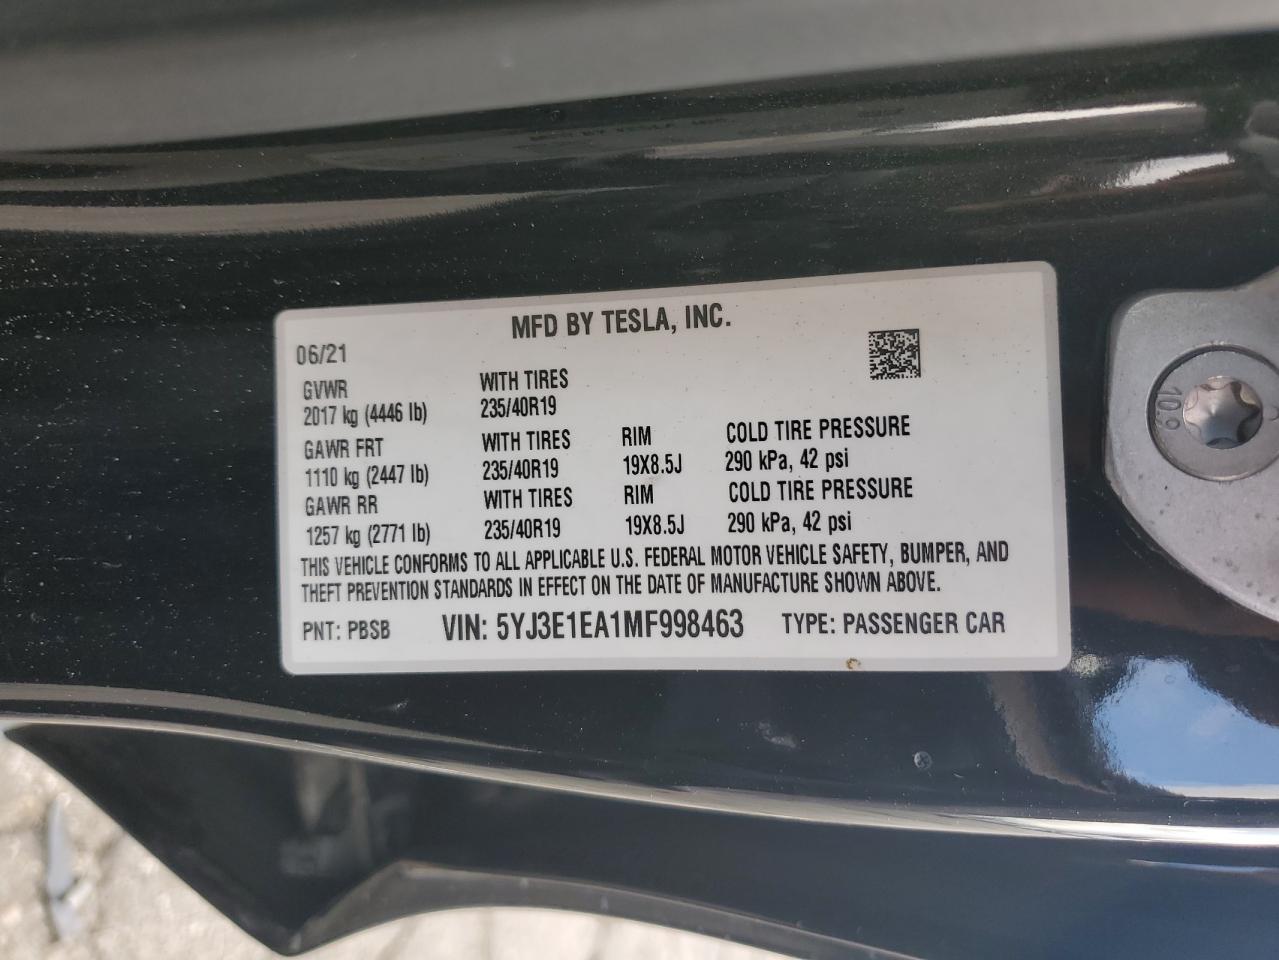 MFD BY TESLA, INC.
06/21
GVWR WITH TIRES
2017 kg (4446 lb) 235/40R19
GAWR FRT WITH TIRES RIM COLD TIRE PRESSURE
1110 kg (2447 lb) 235/40R19 19X8.5J 290 kPa, 42 psi
GAWR RR WITH TIRES RIM COLD TIRE PRESSURE
1257 kg (2771 lb) 235/40R19 19X8.5J 290 kPa, 42 psi
THIS VEHICLE CONFORMS TO ALL APPLICABLE U.S. FEDERAL MOTOR VEHICLE SAFETY, BUMPER, AND
THEFT PREVENTION STANDARDS IN EFFECT ON THE DATE OF MANUFACTURE SHOWN ABOVE.
PNT: PBSB VIN: 5YJ3E1EA1MF998463 TYPE: PASSENGER CAR
10.9